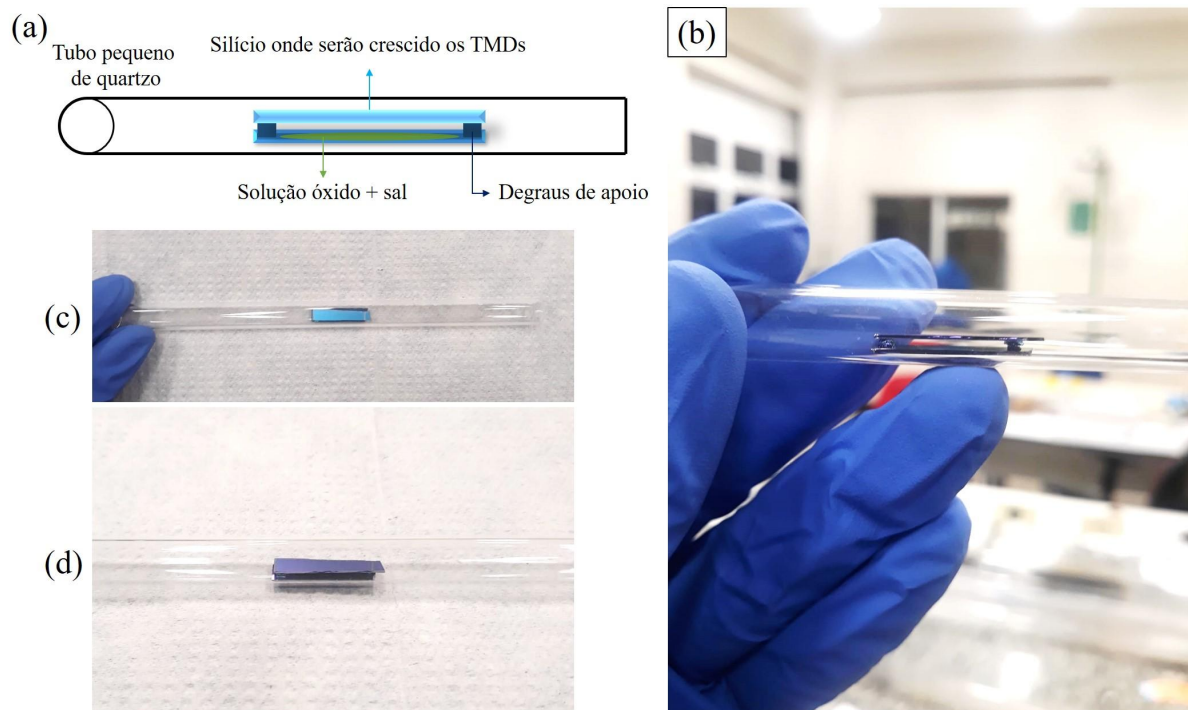 (a)
Silício onde serão crescido os TMDs
Tubo pequeno
de quartzo
Solução óxido + sal
Degraus de apoio
(b)
(c)
(d)